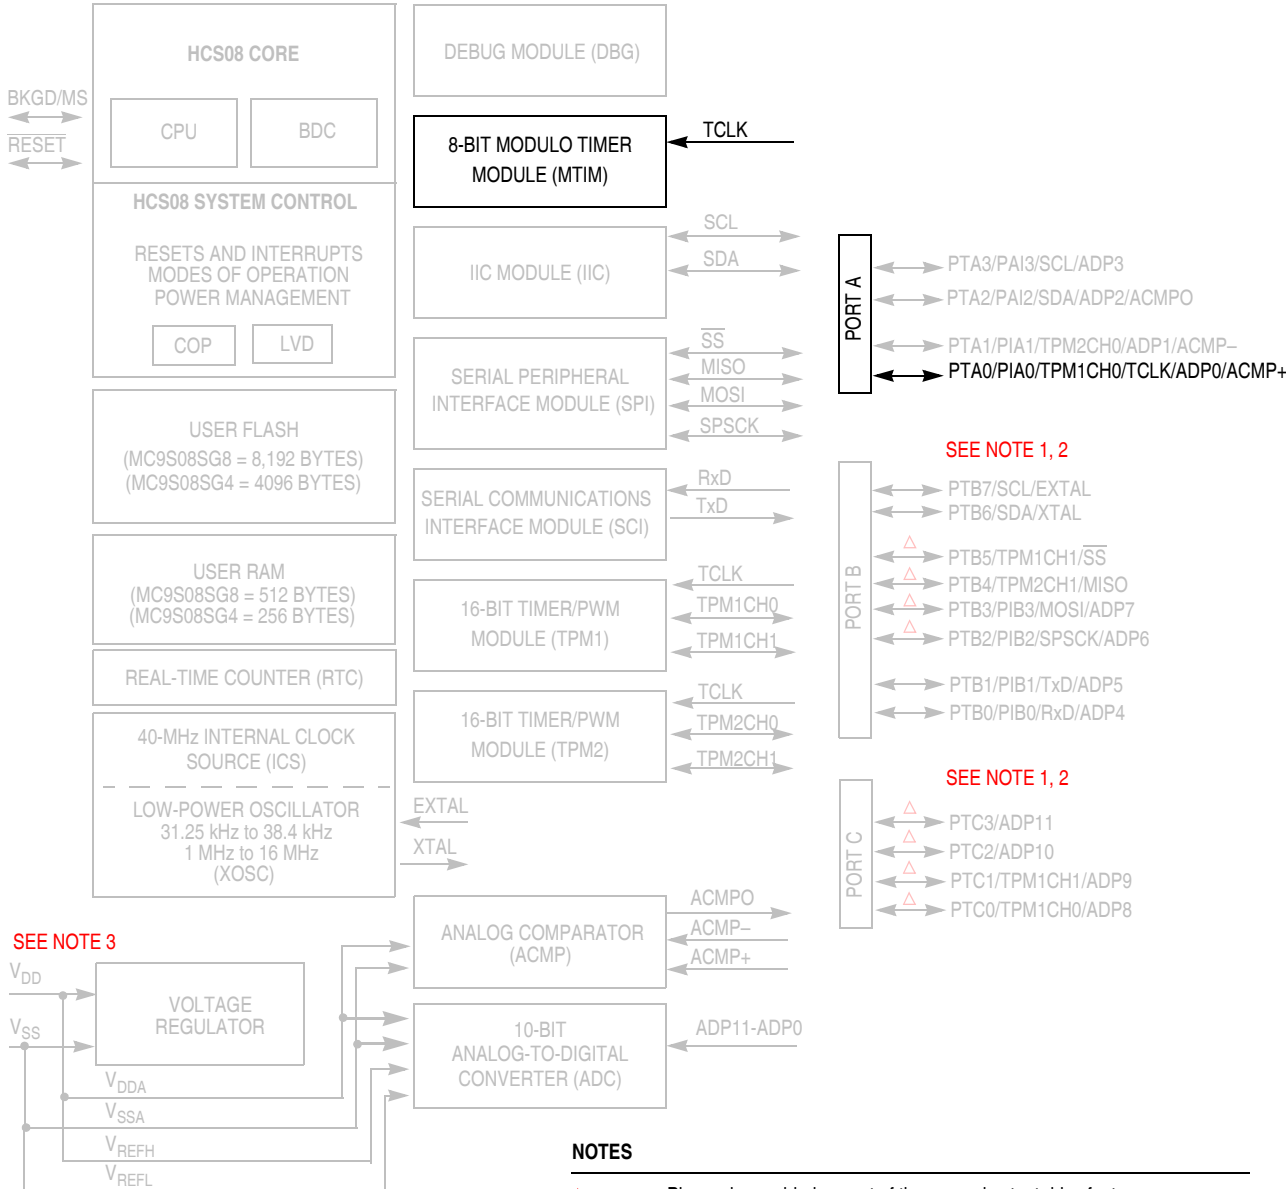 HCS08 CORE
CPU
BDC
BKGD/MS
RESET
HCS08 SYSTEM CONTROL
RESETS AND INTERRUPTS
MODES OF OPERATION
POWER MANAGEMENT
COP
LVD
USER FLASH
(MC9S08SG8 = 8,192 BYTES)
(MC9S08SG4 = 4096 BYTES)
USER RAM
(MC9S08SG8 = 512 BYTES)
(MC9S08SG4 = 256 BYTES)
REAL-TIME COUNTER (RTC)
40-MHz INTERNAL CLOCK
SOURCE (ICS)
LOW-POWER OSCILLATOR
31.25 kHz to 38.4 kHz
1 MHz to 16 MHz
(XOSC)
EXTAL
XTAL
SEE NOTE 3
VDD
VSS
VOLTAGE
REGULATOR
VDDA
VSSA
VREFH
VREFL
DEBUG MODULE (DBG)
8-BIT MODULO TIMER
MODULE (MTIM)
TCLK
IIC MODULE (IIC)
SCL
SDA
SERIAL PERIPHERAL
INTERFACE MODULE (SPI)
SS
MISO
MOSI
SPSCK
SERIAL COMMUNICATIONS
INTERFACE MODULE (SCI)
RxD
TxD
16-BIT TIMER/PWM
MODULE (TPM1)
TCLK
TPM1CH0
TPM1CH1
16-BIT TIMER/PWM
MODULE (TPM2)
TCLK
TPM2CH0
TPM2CH1
ANALOG COMPARATOR
(ACMP)
ACMPO
ACMP–
ACMP+
10-BIT
ANALOG-TO-DIGITAL
CONVERTER (ADC)
ADP11-ADP0
PORT A
PTA3/PAI3/SCL/ADP3
PTA2/PAI2/SDA/ADP2/ACMPO
PTA1/PIA1/TPM2CH0/ADP1/ACMP–
PTA0/PIA0/TPM1CH0/TCLK/ADP0/ACMP+
SEE NOTE 1, 2
PORT B
PTB7/SCL/EXTAL
PTB6/SDA/XTAL
PTB5/TPM1CH1/SS
PTB4/TPM2CH1/MISO
PTB3/PIB3/MOSI/ADP7
PTB2/PIB2/SPSCK/ADP6
PTB1/PIB1/TxD/ADP5
PTB0/PIB0/RxD/ADP4
SEE NOTE 1, 2
PORT C
PTC3/ADP11
PTC2/ADP10
PTC1/TPM1CH1/ADP9
PTC0/TPM1CH0/ADP8
NOTES